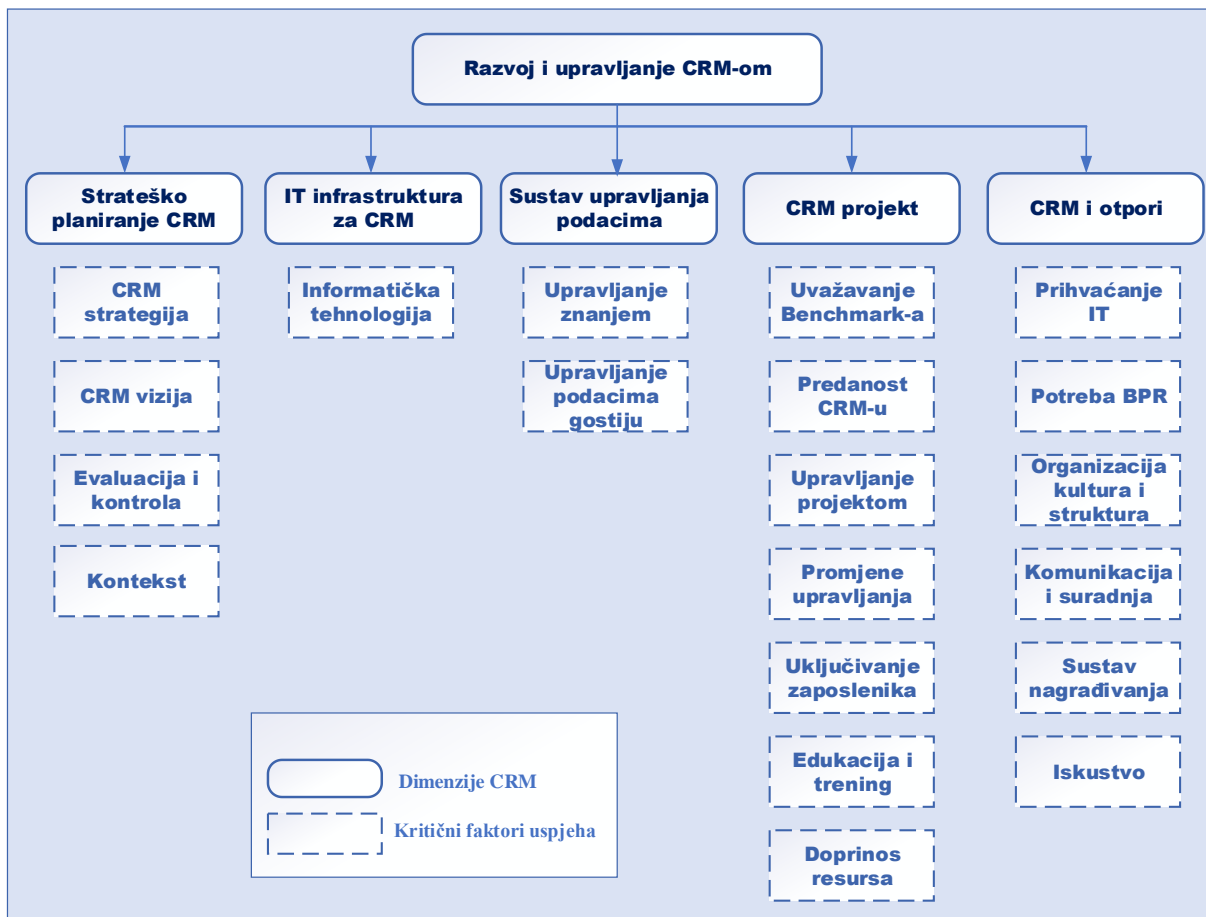 Razvoj i upravljanje CRM-om
Strateško
planiranje CRM
CRM
strategija
CRM vizija
Evaluacija i
kontrola
Kontekst
IT infrastruktura
za CRM
Informatička
tehnologija
Sustav upravljanja
podacima
Upravljanje
znanjem
Upravljanje
podacima
gostiju
CRM projekt
Uvažavanje
Benchmark-a
Predanost
CRM-u
Upravljanje
projektom
Promjene
upravljanja
Uključivanje
zaposlenika
Edukacija i
trening
Doprinos
resursa
CRM i otpori
Prihvaćanje
IT
Potreba BPR
Organizacija
kultura i
struktura
Komunikacija
i suradnja
Sustav
nagrađivanja
Iskustvo
Dimenzije CRM
Kritični faktori uspjeha